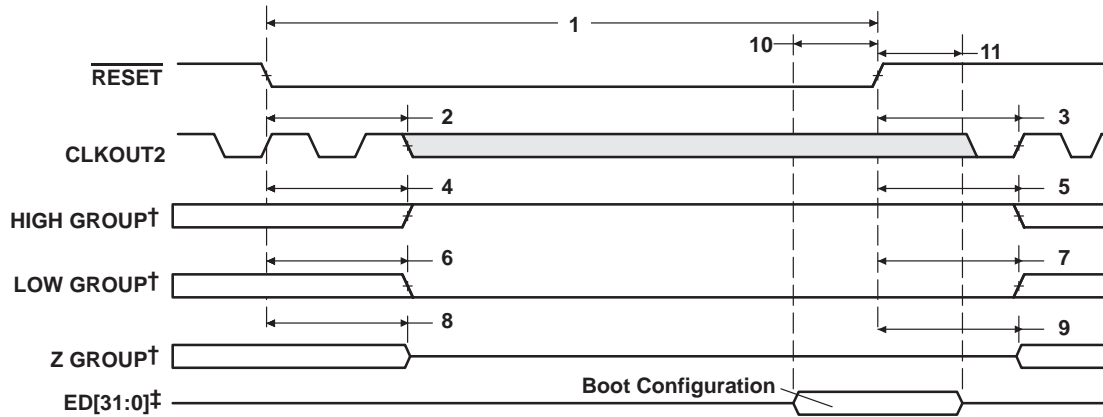 1
10
11
RESET
2
3
CLKOUT2
4
5
HIGH GROUP†
6
7
LOW GROUP†
8
9
Z GROUP†
Boot Configuration
ED[31:0]‡